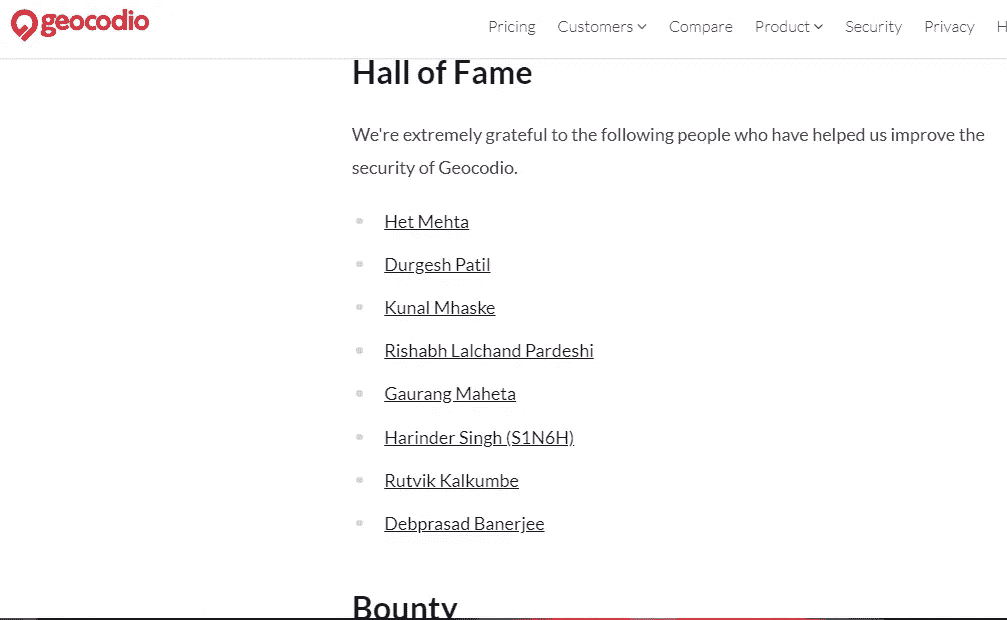 geocodio
Pricing Customers Compare Product Security Privacy H
Hall of Fame
We're extremely grateful to the following people who have helped us improve the
security of Geocodio.
Het Mehta
Durgesh Patil
Kunal Mhaske
Rishabh Lalchand Pardeshi
Gaurang Maheta
Harinder Singh (S1N6H)
Rutvik Kalkumbe
Debprasad Banerjee
Bounty